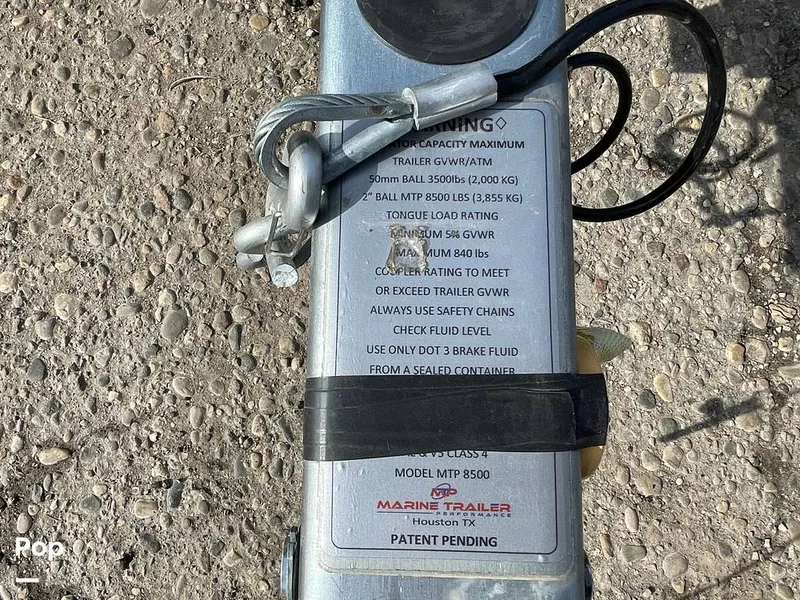 CAPACITY MAXIMUM
TRAILER GVWR/ATM
50mm BALL 3500lbs (2,000 KG)
2" BALL MTP 8500 LBS (3,855 KG)
TONGUE LOAD RATING
MINIMUM 5% GVWR
MAXIMUM 840 lbs
COUPLER RATING TO MEET
OR EXCEED TRAILER GVWR
ALWAYS USE SAFETY CHAINS
CHECK FLUID LEVEL
USE ONLY DOT 3 BRAKE FLUID
FROM A SEALED CONTAINER
& V5 CLASS 4
MODEL MTP 8500
MTP
MARINE TRAILER
PERFORMANCE
Houston TX
PATENT PENDING
Pop